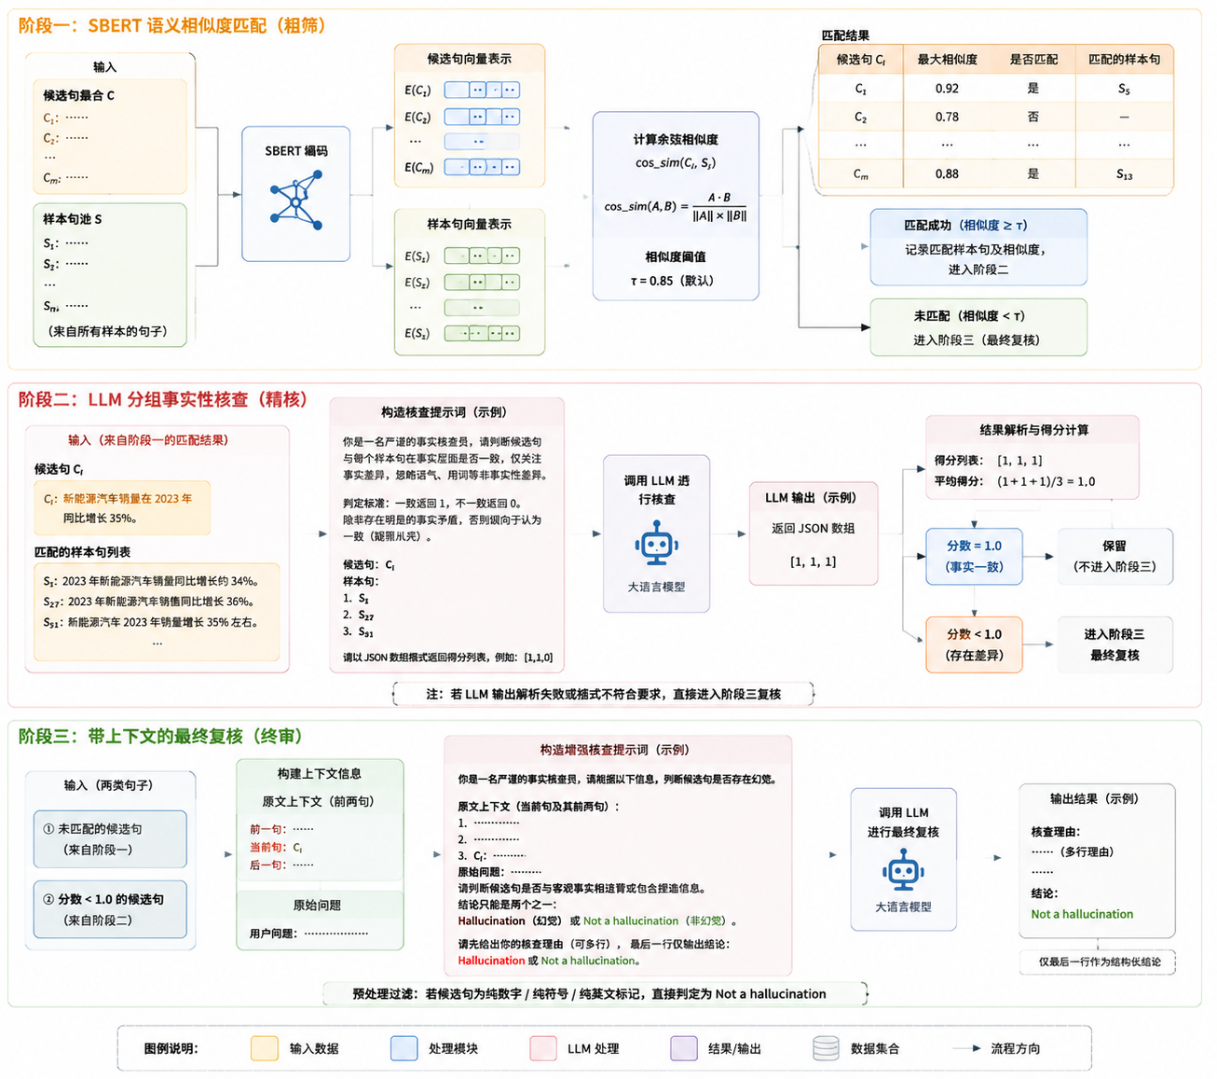 阶段一：SBERT 语义相似度匹配（粗筛）
输入
候选句最合 C
C₁：······
C₂：······
···
Cₘ：······
样本句池 S
S₁：······
S₂：······
···
（来自所有样本的句子）
SBERT 编码
候选句向量表示
E(C₁)
E(C₂)
···
E(Cₘ)
样本句向量表示
E(S₁)
E(S₂)
···
计算余弦相似度
cos_sim(A,B) = A · B / ||A|| × ||B||
相似度阈值
τ = 0.85（默认）
匹配结果
候选句 Cᵢ 最大相似度 是否匹配 匹配的样本句
C₁ 0.92 是 S₅
C₂ 0.78 否 —
··· ··· ··· ···
Cₘ 0.88 是 S₁₃
匹配成功（相似度 ≥ τ）
记录匹配样本句及相似度，
进入阶段二
未匹配（相似度 < τ）
进入阶段三（最终复核）
阶段二：LLM 分组事实性核查（精核）
输入（来自阶段一的匹配结果）
候选句 Cᵢ
Cᵢ：新能源汽车销量在 2023 年
同比增长 35%。
匹配的样本句列表
S₁：2023 年新能源汽车销量同比增长约 34%。
S₂₇：2023 年新能源汽车销售同比增长 36%。
S₃₁：新能源汽车 2023 年销量增长 35% 左右。
···
构造核查提示词（示例）
你是一名严谨的事实核查员，请判断候选句
与每个样本句在事实层面是否一致，仅关注
事实差异，忽略语气、用词等非事实性差异。
判定标准：一致返回 1，不一致返回 0。
除非存在明显的事实矛盾，否则倾向于认为
一致
候选句：Cᵢ
样本句：
1. S₁
2. S₂₇
3. S₃₁
请以 JSON 数组格式返回得分列表，例如：[1,1,0]
调用 LLM 进
行核查
大语言模型
LLM 输出（示例）
返回 JSON 数组
[1, 1, 1]
结果解析与得分计算
得分列表： [1, 1, 1]
平均得分： (1+1+1)/3 = 1.0
分数 = 1.0
（事实一致）
保留
（不进入阶段三）
分数 < 1.0
（存在差异）
进入阶段三
最终复核
注：若 LLM 输出解析失败或格式不符合要求，直接进入阶段三复核
阶段三：带上下文的最终复核（终审）
输入（两类句子）
① 未匹配的候选句
（来自阶段一）
② 分数 < 1.0 的候选句
（来自阶段二）
构建上下文信息
原文上下文（前两句）
前一句：······
当前句：Cᵢ
后一句：······
原始问题
用户问题：··················
构造增强核查提示词（示例）
你是一名严谨的事实核查员，请根据以下信息，判断候选句是否存在幻觉。
原文上下文（当前句及其前两句）：
1. ··············
2. ··············
3. Cᵢ：··········
原始问题：··············
请判断候选句是否与客观事实相违背或包含捏造信息。
结论只能是两个之一：
Hallucination（幻觉） 或 Not a hallucination（非幻觉）。
请先给出你的核查理由（可多行），最后一行仅输出结论：
Hallucination 或 Not a hallucination。
调用 LLM
进行最终复核
大语言模型
输出结果（示例）
核查理由：
······（多行理由）
······
结论：
Not a hallucination
仅最后一行作为结构化结论
预处理过滤：若候选句为纯数字 / 纯符号 / 纯英文标记，直接判定为 Not a hallucination
图例说明：
输入数据
处理模块
LLM 处理
结果/输出
数据集合
流程方向